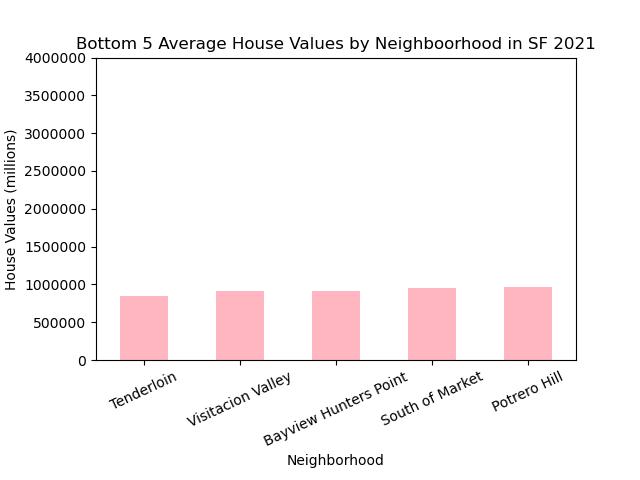 Bottom 5 Average House Values by Neighboorhood in SF 2021
4000000
3500000
3000000
2500000
2000000
1500000
1000000
500000
0
House Values (millions)
Tenderloin
Visitacion Valley
Bayview Hunters Point
South of Market
Potrero Hill
Neighborhood